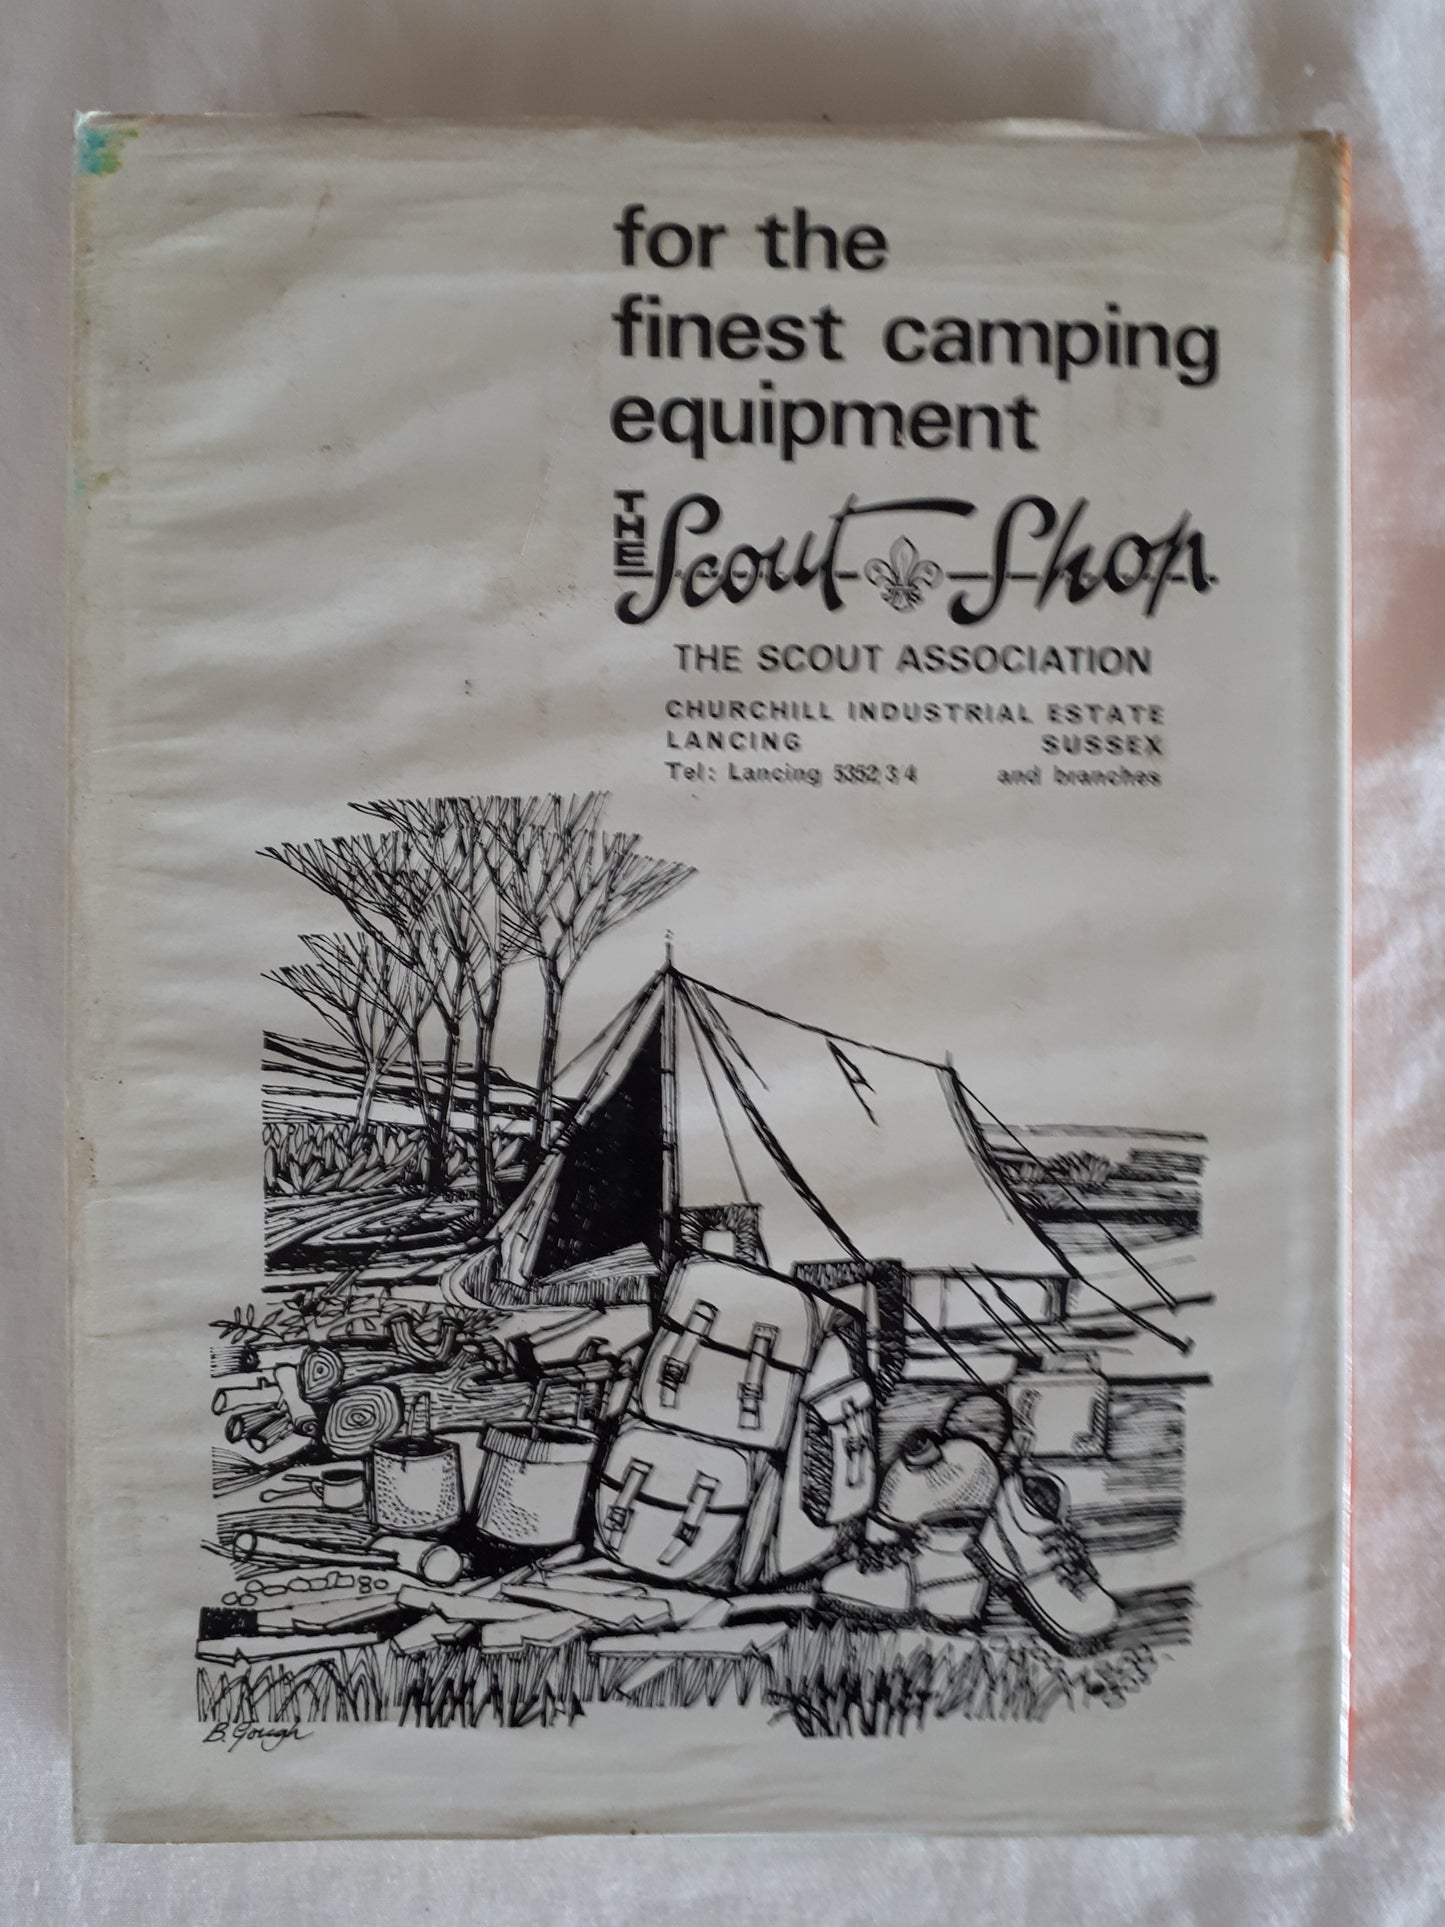 for the
finest camping
equipment
THE Scout Shop
THE SCOUT ASSOCIATION
CHURCHILL INDUSTRIAL ESTATE
LANCING SUSSEX
Tel: Lancing 5352/3/4 and branches
B. Gough